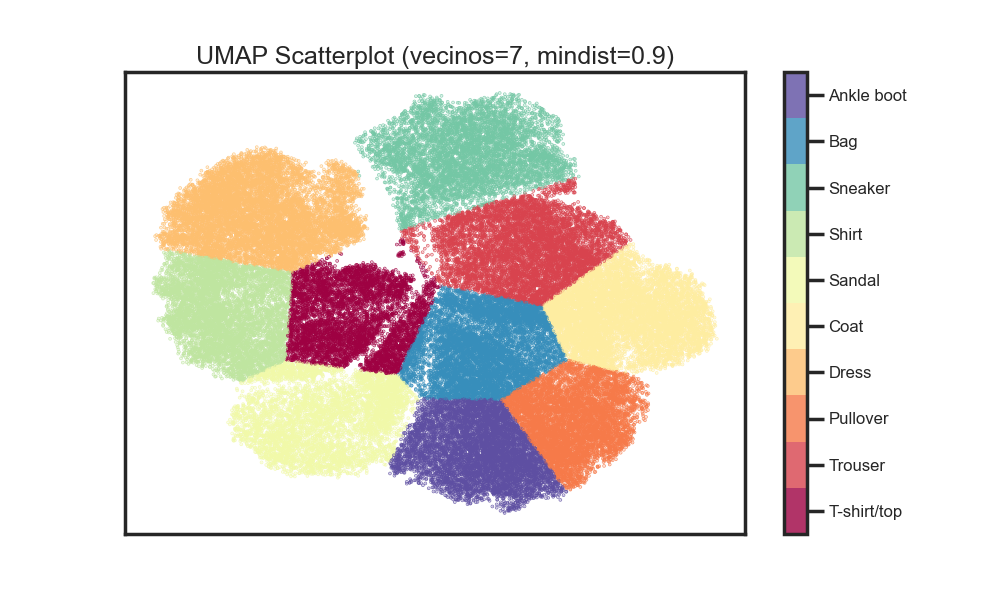 UMAP Scatterplot (vecinos=7, mindist=0.9)
Ankle boot
Bag
Sneaker
Shirt
Sandal
Coat
Dress
Pullover
Trouser
T-shirt/top